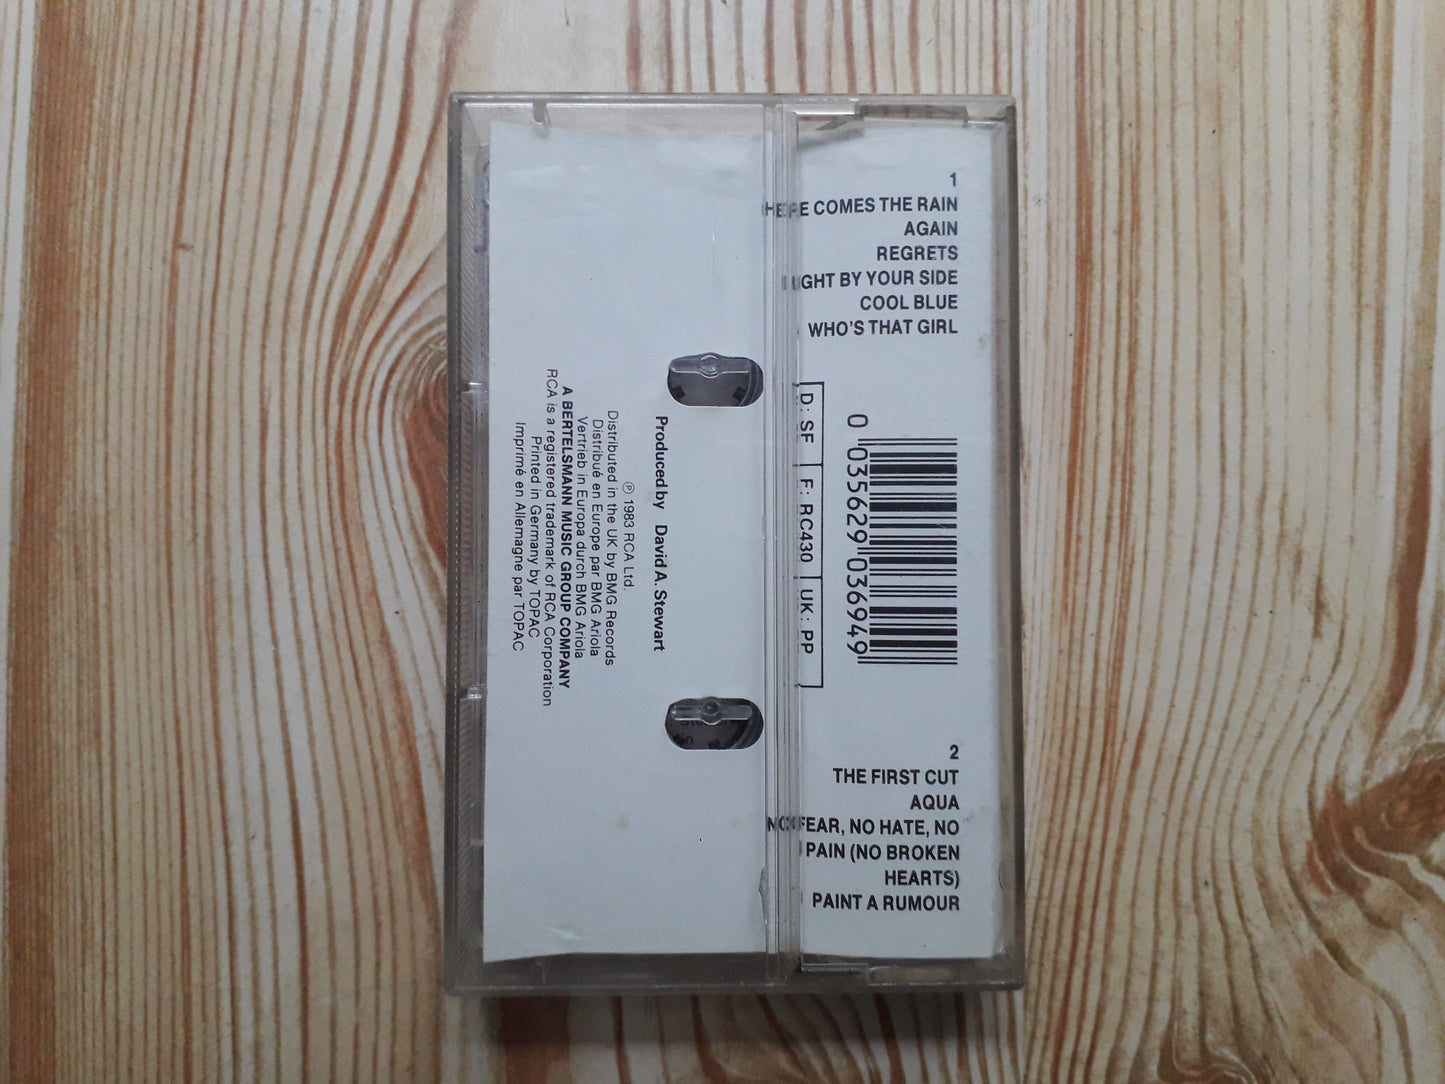 1
HERE COMES THE RAIN
AGAIN
REGRETS
RIGHT BY YOUR SIDE
COOL BLUE
WHO'S THAT GIRL
D: SF F: RC430 UK: PP
0 035629 036949
2
THE FIRST CUT
AQUA
NO FEAR, NO HATE, NO
PAIN (NO BROKEN
HEARTS)
PAINT A RUMOUR
Produced by David A. Stewart
℗ 1983 RCA Ltd.
Distributed in the UK by BMG Records
Distribué en Europe par BMG Ariola
Vertrieb in Europa durch BMG Ariola
A BERTELSMANN MUSIC GROUP COMPANY
RCA is a registered trademark of RCA Corporation
Printed in Germany by TOPAC
Imprimé en Allemagne par TOPAC